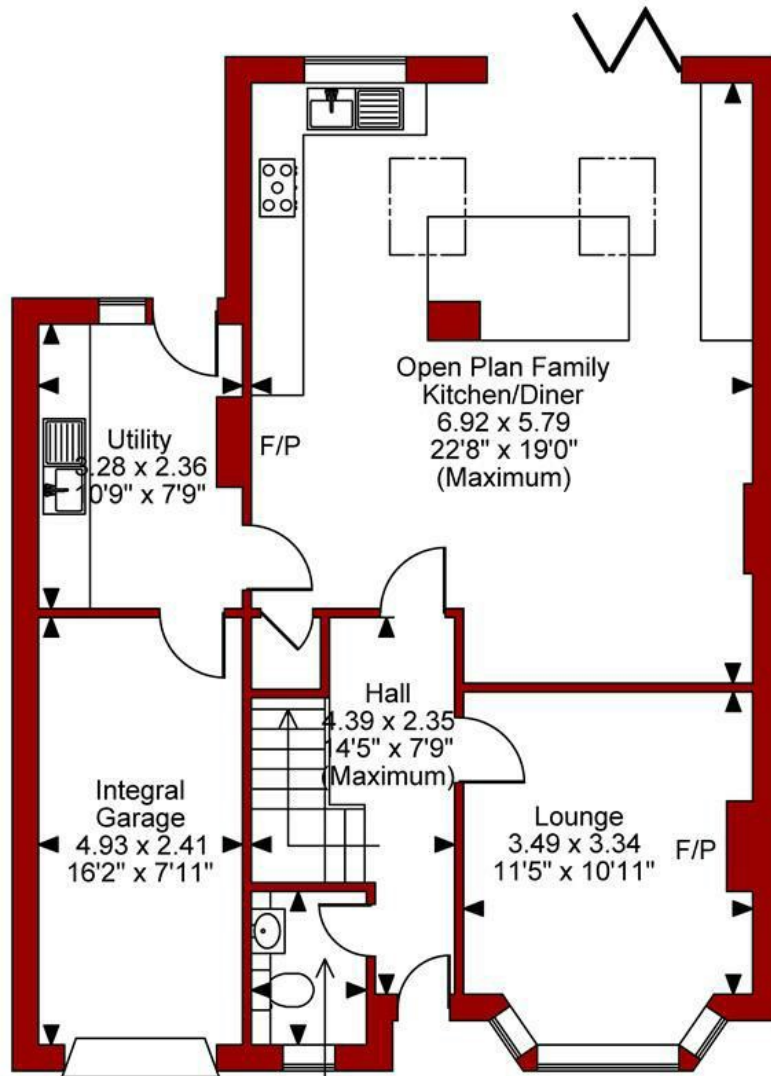 Open Plan Family
Kitchen/Diner
6.92 x 5.79
22'8" x 19'0"
(Maximum)
Utility
3.28 x 2.36
10'9" x 7'9"
F/P
Hall
4.39 x 2.35
14'5" x 7'9"
(Maximum)
Integral
Garage
4.93 x 2.41
16'2" x 7'11"
Lounge
3.49 x 3.34
11'5" x 10'11"
F/P